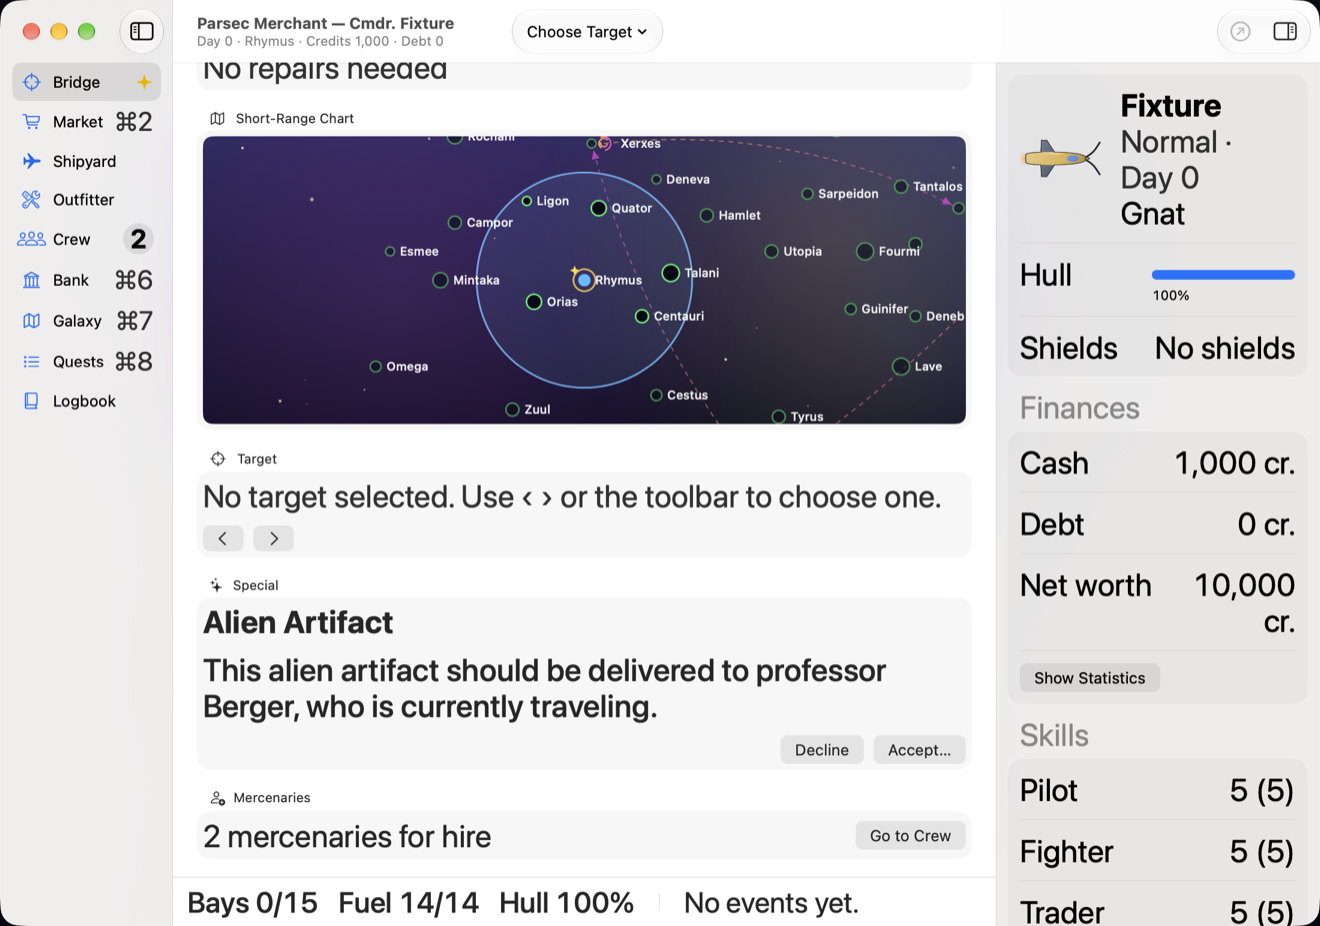 Parsec Merchant — Cmdr. Fixture
Day 0 · Rhymus · Credits 1,000 · Debt 0
Choose Target
Bridge
Market ⌘2
Shipyard
Outfitter
Crew 2
Bank ⌘6
Galaxy ⌘7
Quests ⌘8
Logbook
No repairs needed
Short-Range Chart
Rochani
Xerxes
Deneva
Tantalos
Sarpeidon
Ligon
Quator
Hamlet
Campor
Esmee
Utopia
Fourmi
Mintaka
Rhymus
Talani
Orias
Centauri
Guinifer
Deneb
Omega
Lave
Cestus
Zuul
Tyrus
Target
No target selected. Use ‹ › or the toolbar to choose one.
Special
Alien Artifact
This alien artifact should be delivered to professor
Berger, who is currently traveling.
Decline
Accept...
Mercenaries
2 mercenaries for hire
Go to Crew
Bays 0/15 Fuel 14/14 Hull 100% No events yet.
Fixture
Normal ·
Day 0
Gnat
Hull
100%
Shields No shields
Finances
Cash 1,000 cr.
Debt 0 cr.
Net worth 10,000
cr.
Show Statistics
Skills
Pilot 5 (5)
Fighter 5 (5)
Trader 5 (5)